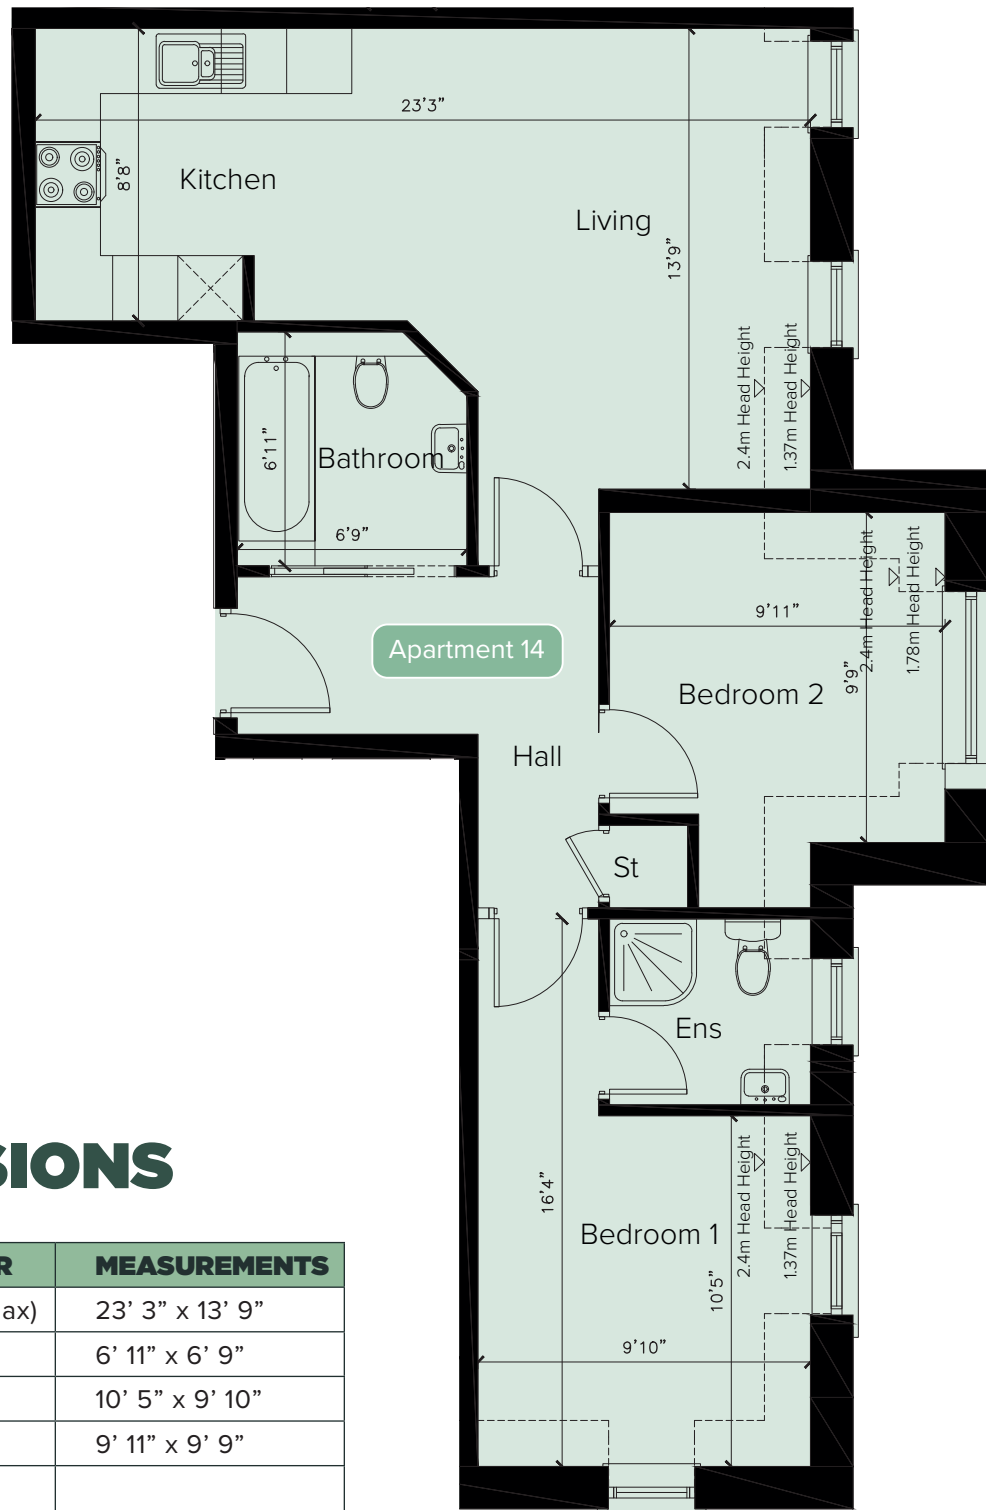 23’3”
8’8”
Kitchen
Living
13’9”
2.4m Head Height
1.37m Head Height
6’11”
Bathroom
6’9”
2.4m Head Height
1.78m Head Height
9’11”
9’9”
Apartment 14
Bedroom 2
Hall
St
Ens
16’4”
2.4m Head Height
1.37m Head Height
Bedroom 1
10’5”
9’10”
SIONS
R MEASUREMENTS
ax) 23’ 3” x 13’ 9”
6’ 11” x 6’ 9”
10’ 5” x 9’ 10”
9’ 11” x 9’ 9”